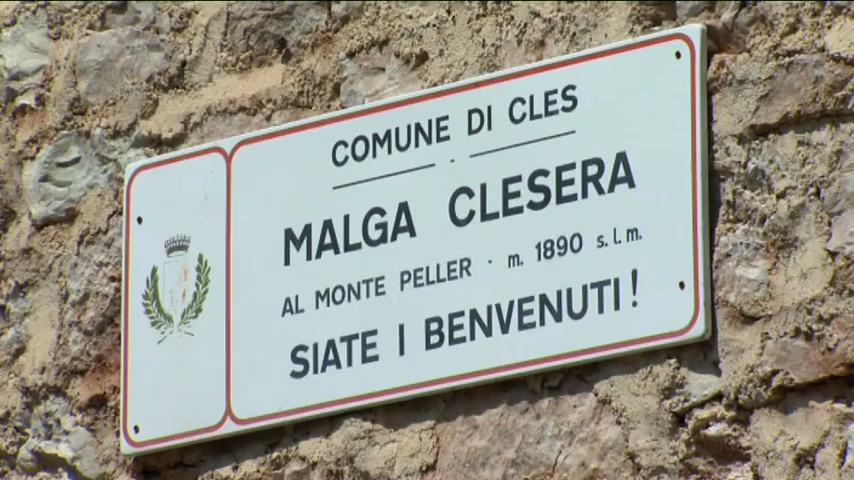 COMUNE DI CLES
MALGA CLESERA
AL MONTE PELLER · m. 1890 s.l.m.
SIATE I BENVENUTI!